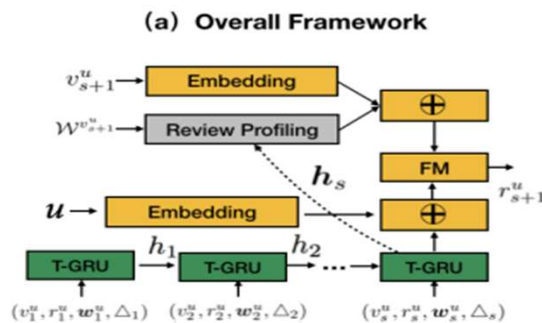 (a) Overall Framework
v^u_{s+1} Embedding ⊕
𝒲^{v^u_{s+1}} Review Profiling
FM r^u_{s+1}
h_s
u Embedding ⊕
h_1 h_2
T-GRU T-GRU ... T-GRU
(v^u_1, r^u_1, w^u_1, △_1) (v^u_2, r^u_2, w^u_2, △_2) (v^u_s, r^u_s, w^u_s, △_s)